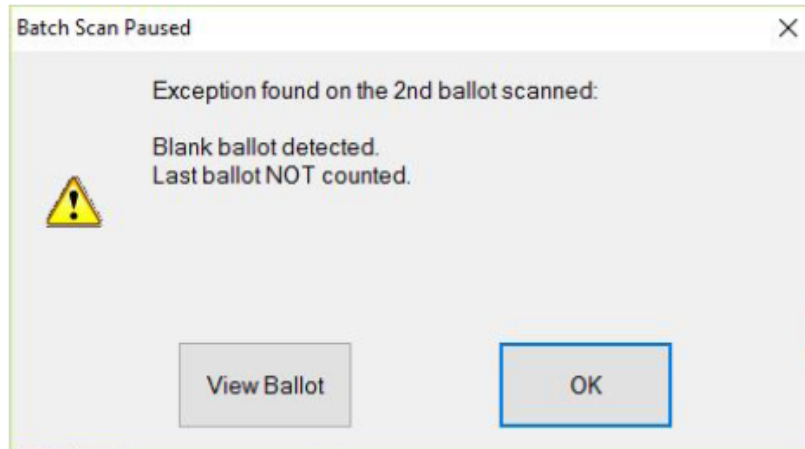 Batch Scan Paused
Exception found on the 2nd ballot scanned:
Blank ballot detected.
Last ballot NOT counted.
View Ballot
OK